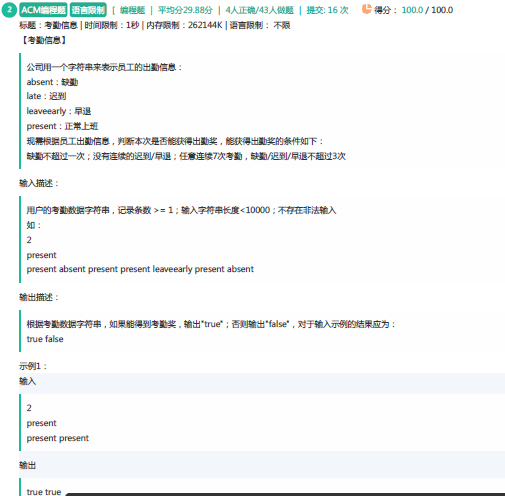 2 ACM编程题 语言限制 [ 编程题 | 平均分29.88分 | 4人正确/43人做题 | 提交: 16 次 得分： 100.0 / 100.0
标题：考勤信息 | 时间限制：1秒 | 内存限制：262144K | 语言限制： 不限
【考勤信息】
公司用一个字符串来表示员工的出勤信息：
absent：缺勤
late：迟到
leaveearly：早退
present：正常上班
现需根据员工出勤信息，判断本次是否能获得出勤奖，能获得出勤奖的条件如下：
缺勤不超过一次；没有连续的迟到/早退；任意连续7次考勤，缺勤/迟到/早退不超过3次
输入描述：
用户的考勤数据字符串，记录条数 >= 1；输入字符串长度<10000；不存在非法输入
如：
2
present
present absent present present leaveearly present absent
输出描述：
根据考勤数据字符串，如果能得到考勤奖，输出"true"；否则输出"false"，对于输入示例的结果应为：
true false
示例1：
输入
2
present
present present
输出
true true